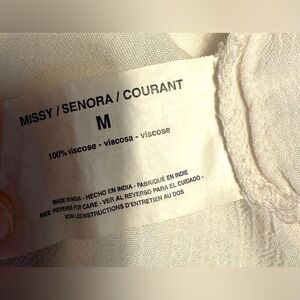 MISSY / SENORA / COURANT
M
100% viscose - viscosa - viscose
MADE IN INDIA - HECHO EN INDIA - FABRIQUÉ EN INDE
SEE REVERSE FOR CARE - VER AL REVERSO PARA EL CUIDADO -
VOIR LES INSTRUCTIONS D'ENTRETIEN AU DOS